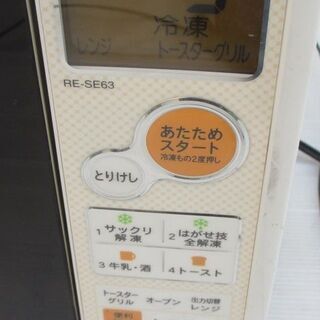 冷凍
レンジ トースターグリル
RE-SE63
あたため
スタート
冷凍もの2度押し
とりけし
1 サックリ
解凍
2 はがせ技
全解凍
3 牛乳・酒
4 トースト
トースター
グリル
オーブン
出力切替
レンジ
便利